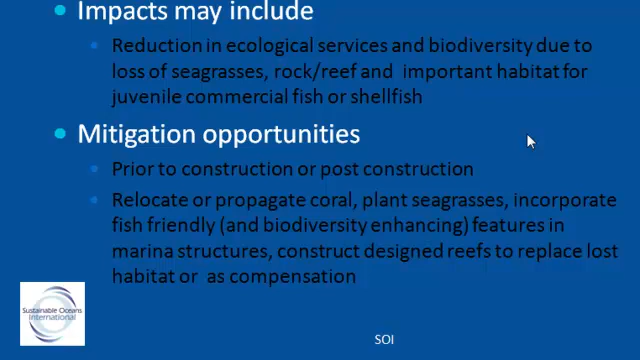 Impacts may include
Reduction in ecological services and biodiversity due to
loss of seagrasses, rock/reef and important habitat for
juvenile commercial fish or shellfish
Mitigation opportunities
Prior to construction or post construction
Relocate or propagate coral, plant seagrasses, incorporate
fish friendly (and biodiversity enhancing) features in
marina structures, construct designed reefs to replace lost
habitat or as compensation
Sustainable Oceans
International
SOI